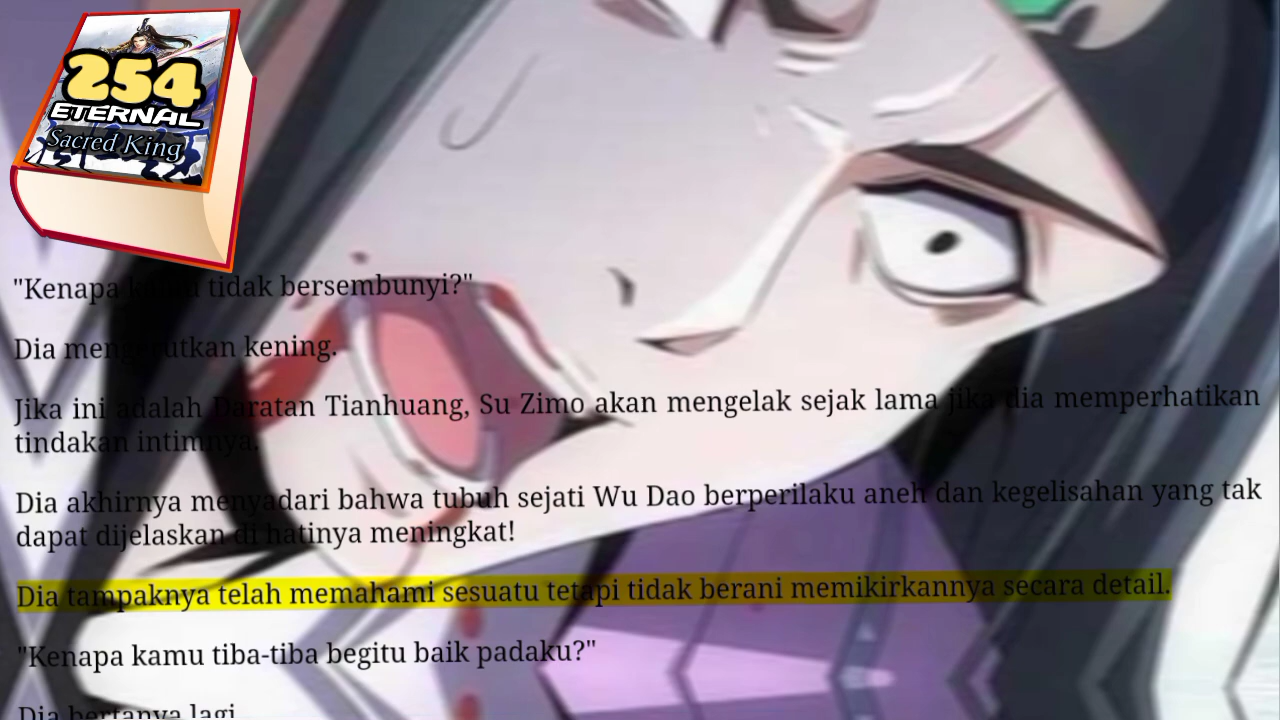 254
ETERNAL
Sacred King
"Kenapa kamu tidak bersembunyi?"
Dia mengerutkan kening.
Jika ini adalah Daratan Tianhuang, Su Zimo akan mengelak sejak lama jika dia memperhatikan
tindakan intimnya.
Dia akhirnya menyadari bahwa tubuh sejati Wu Dao berperilaku aneh dan kegelisahan yang tak
dapat dijelaskan di hatinya meningkat!
Dia tampaknya telah memahami sesuatu tetapi tidak berani memikirkannya secara detail.
"Kenapa kamu tiba-tiba begitu baik padaku?"
Dia bertanya lagi.